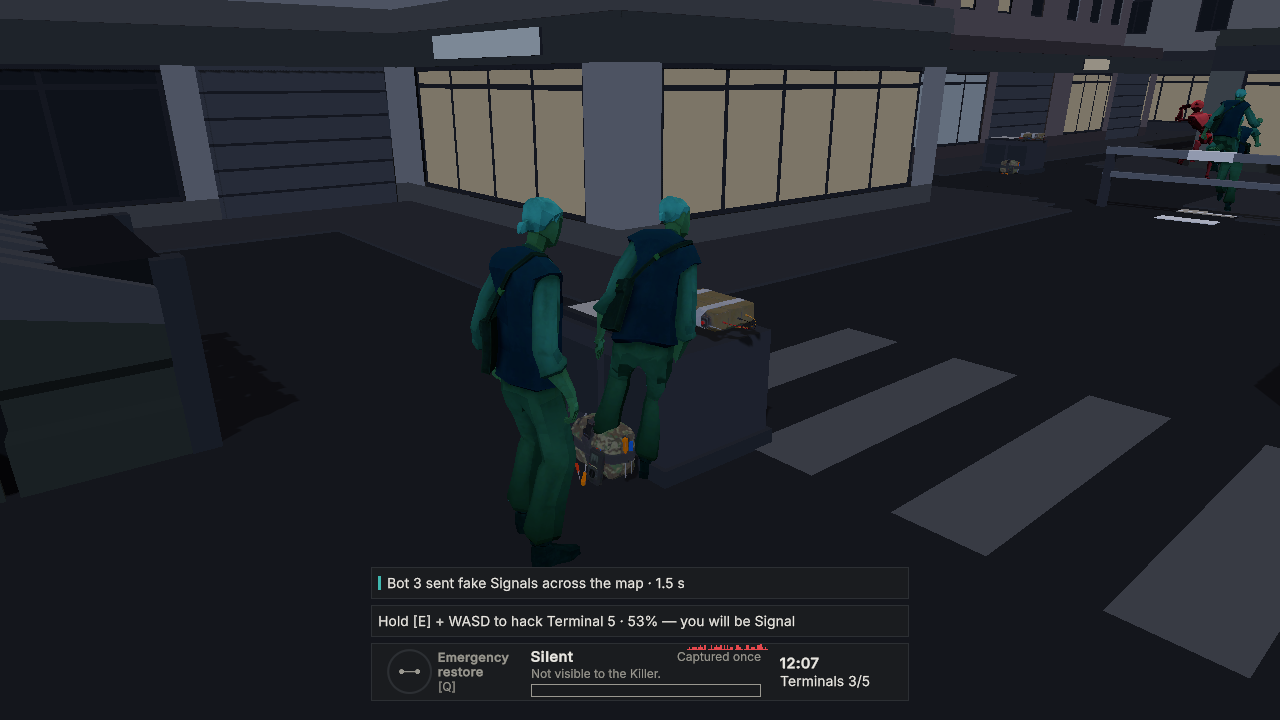 Bot 3 sent fake Signals across the map · 1.5 s
Hold [E] + WASD to hack Terminal 5 · 53% — you will be Signal
Emergency restore
[Q]
Silent
Captured once
Not visible to the Killer.
12:07
Terminals 3/5